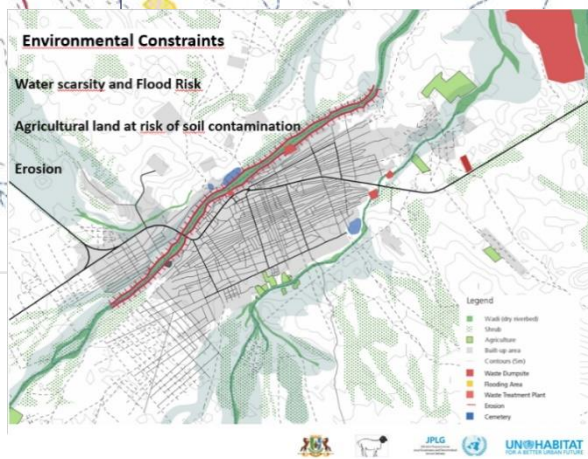 Environmental Constraints
Water scarsity and Flood Risk
Agricultural land at risk of soil contamination
Erosion
Legend
Wadi (dry riverbed)
Shrub
Agriculture
Built-up area
Contours (5m)
Waste Dumpsite
Flooding Area
Waste Treatment Plant
Erosion
Cemetery
JPLG
UN HABITAT
FOR A BETTER URBAN FUTURE